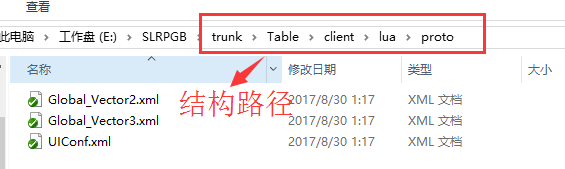 查看
此电脑 › 工作盘 (E:) › SLRPGB › trunk › Table › client › lua › proto
名称 修改日期 类型 大小
Global_Vector2.xml 2017/8/30 1:17 XML 文档
Global_Vector3.xml 2017/8/30 1:17 XML 文档
UIConf.xml 2017/8/30 1:17 XML 文档
结构路径